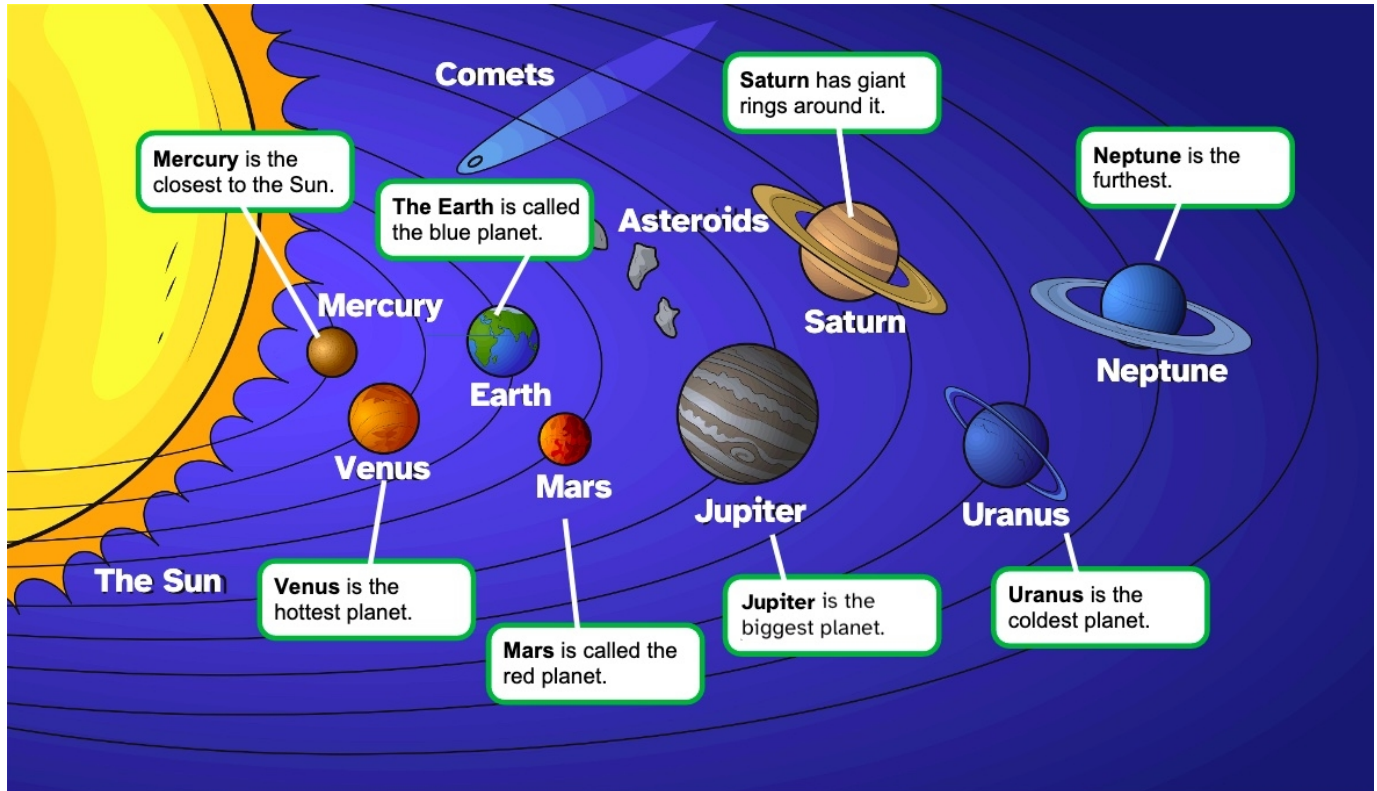 Comets
Saturn has giant
rings around it.
Mercury is the
closest to the Sun.
Neptune is the
furthest.
The Earth is called
the blue planet.
Asteroids
Mercury
Saturn
Neptune
Earth
Venus
Mars
Jupiter
Uranus
The Sun
Venus is the
hottest planet.
Jupiter is the
biggest planet.
Uranus is the
coldest planet.
Mars is called the
red planet.